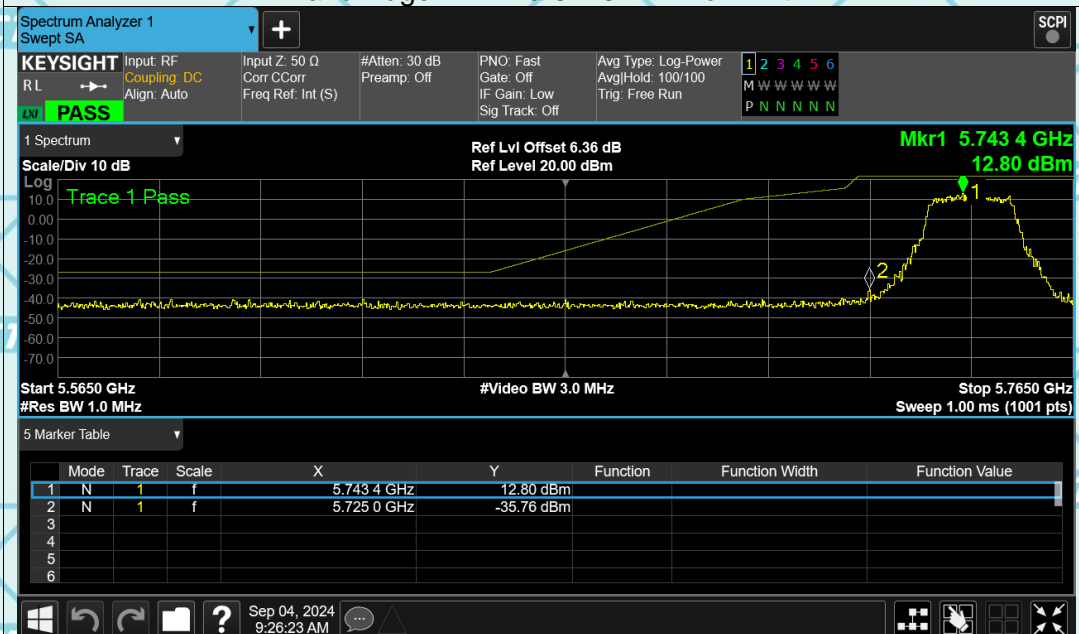 Spectrum Analyzer 1
Swept SA
SCPI
KEYSIGHT
RL
LXI PASS
Input: RF
Coupling: DC
Align: Auto
Input Z: 50 Ω
Corr CCorr
Freq Ref: Int (S)
#Atten: 30 dB
Preamp: Off
PNO: Fast
Gate: Off
IF Gain: Low
Sig Track: Off
Avg Type: Log-Power
Avg|Hold: 100/100
Trig: Free Run
1 2 3 4 5 6
M W W W W W
P N N N N N
1 Spectrum
Scale/Div 10 dB
Ref Lvl Offset 6.36 dB
Ref Level 20.00 dBm
Mkr1 5.743 4 GHz
12.80 dBm
Log
Trace 1 Pass
10.0
0.00
-10.0
-20.0
-30.0
-40.0
-50.0
-60.0
-70.0
1
2
Start 5.5650 GHz
#Res BW 1.0 MHz
#Video BW 3.0 MHz
Stop 5.7650 GHz
Sweep 1.00 ms (1001 pts)
5 Marker Table
Mode Trace Scale X Y Function Function Width Function Value
1 N 1 f 5.743 4 GHz 12.80 dBm
2 N 1 f 5.725 0 GHz -35.76 dBm
3
4
5
6
?
Sep 04, 2024
9:26:23 AM